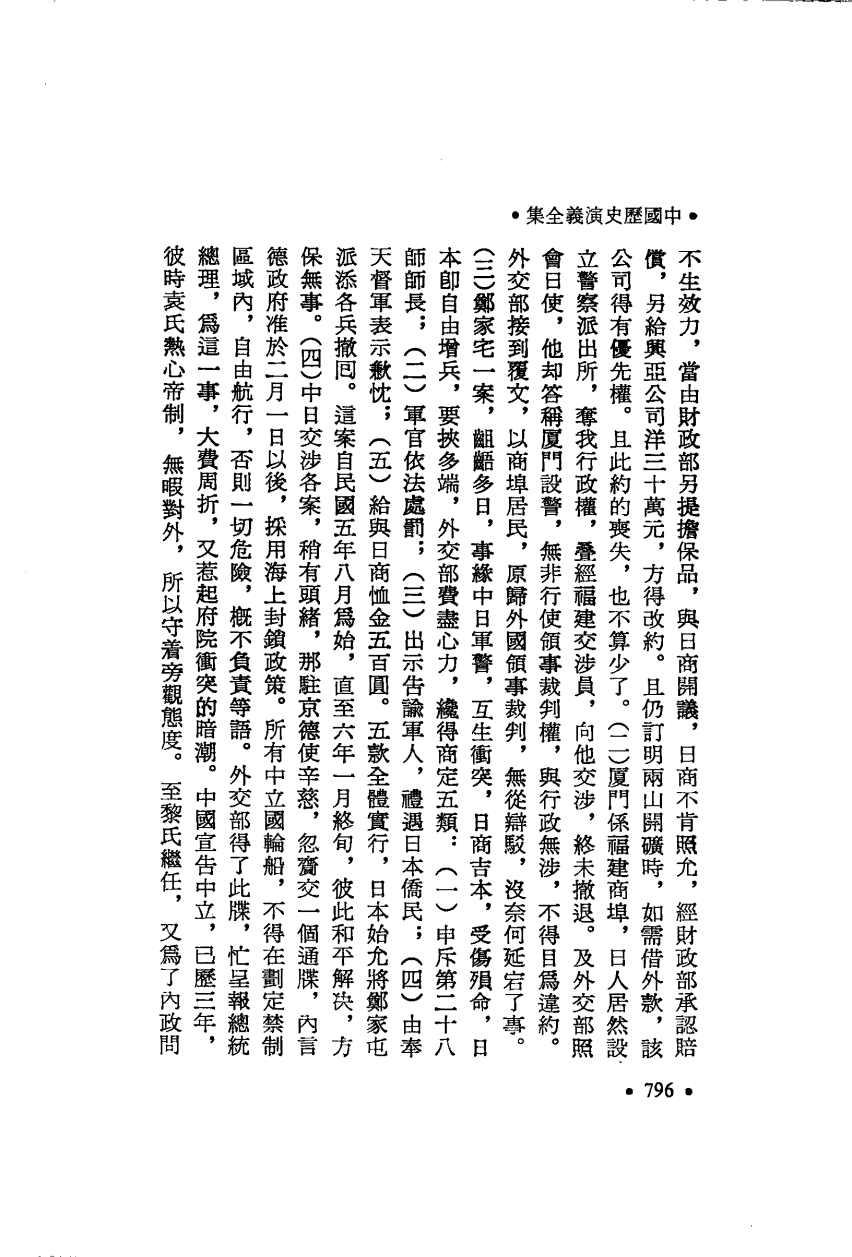 •中國歷史演義全集•
不生效力，當由財政部另提擔保品，與日商開議，日商不肯照允，經財政部承認賠
償，另給興亞公司洋三十萬元，方得改約。且仍訂明兩山開礦時，如需借外款，該
公司得有優先權。且此約的喪失，也不算少了。（二）厦門係福建商埠，日人居然設
立警察派出所，奪我行政權，疊經福建交涉員，向他交涉，終未撤退。及外交部照
會日使，他却答稱厦門設警，無非行使領事裁判權，與行政無涉，不得目爲違約。
外交部接到覆文，以商埠居民，原歸外國領事裁判，無從辯駁，沒奈何延宕了事。
（三）鄭家宅一案，齟齬多日，事緣中日軍警，互生衝突，日商吉本，受傷殞命，日
本卽自由增兵，要挾多端，外交部費盡心力，纔得商定五類：（一）申斥第二十八
師師長；（二）軍官依法處罰；（三）出示告諭軍人，禮遇日本僑民；（四）由奉
天督軍表示歉忱；（五）給與日商恤金五百圓。五款全體實行，日本始允將鄭家屯
派添各兵撤囘。這案自民國五年八月爲始，直至六年一月終旬，彼此和平解決，方
保無事。（四）中日交涉各案，稍有頭緒，那駐京德使辛慈，忽齎交一個通牒，內言
德政府准於二月一日以後，採用海上封鎖政策。所有中立國輪船，不得在劃定禁制
區域內，自由航行，否則一切危險，概不負責等語。外交部得了此牒，忙呈報總統
總理，爲這一事，大費周折，又惹起府院衝突的暗潮。中國宣告中立，已歷三年，
彼時袁氏熱心帝制，無暇對外，所以守着旁觀態度。至黎氏繼任，又爲了內政問
•796•